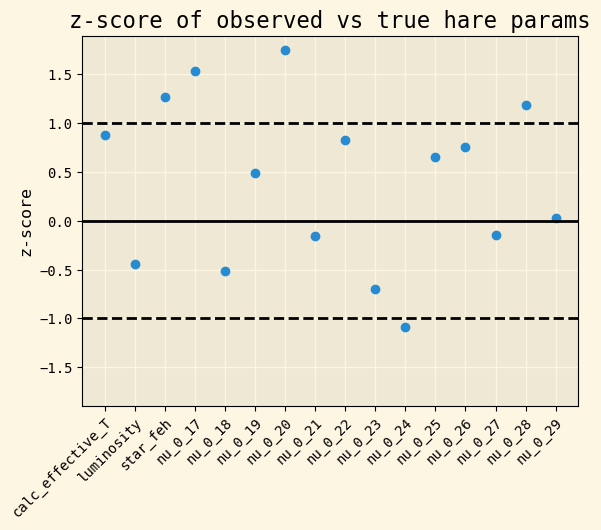 z-score of observed vs true hare params
z-score
1.5
1.0
0.5
0.0
−0.5
−1.0
−1.5
calc_effective_T
luminosity
star_feh
nu_0_17
nu_0_18
nu_0_19
nu_0_20
nu_0_21
nu_0_22
nu_0_23
nu_0_24
nu_0_25
nu_0_26
nu_0_27
nu_0_28
nu_0_29